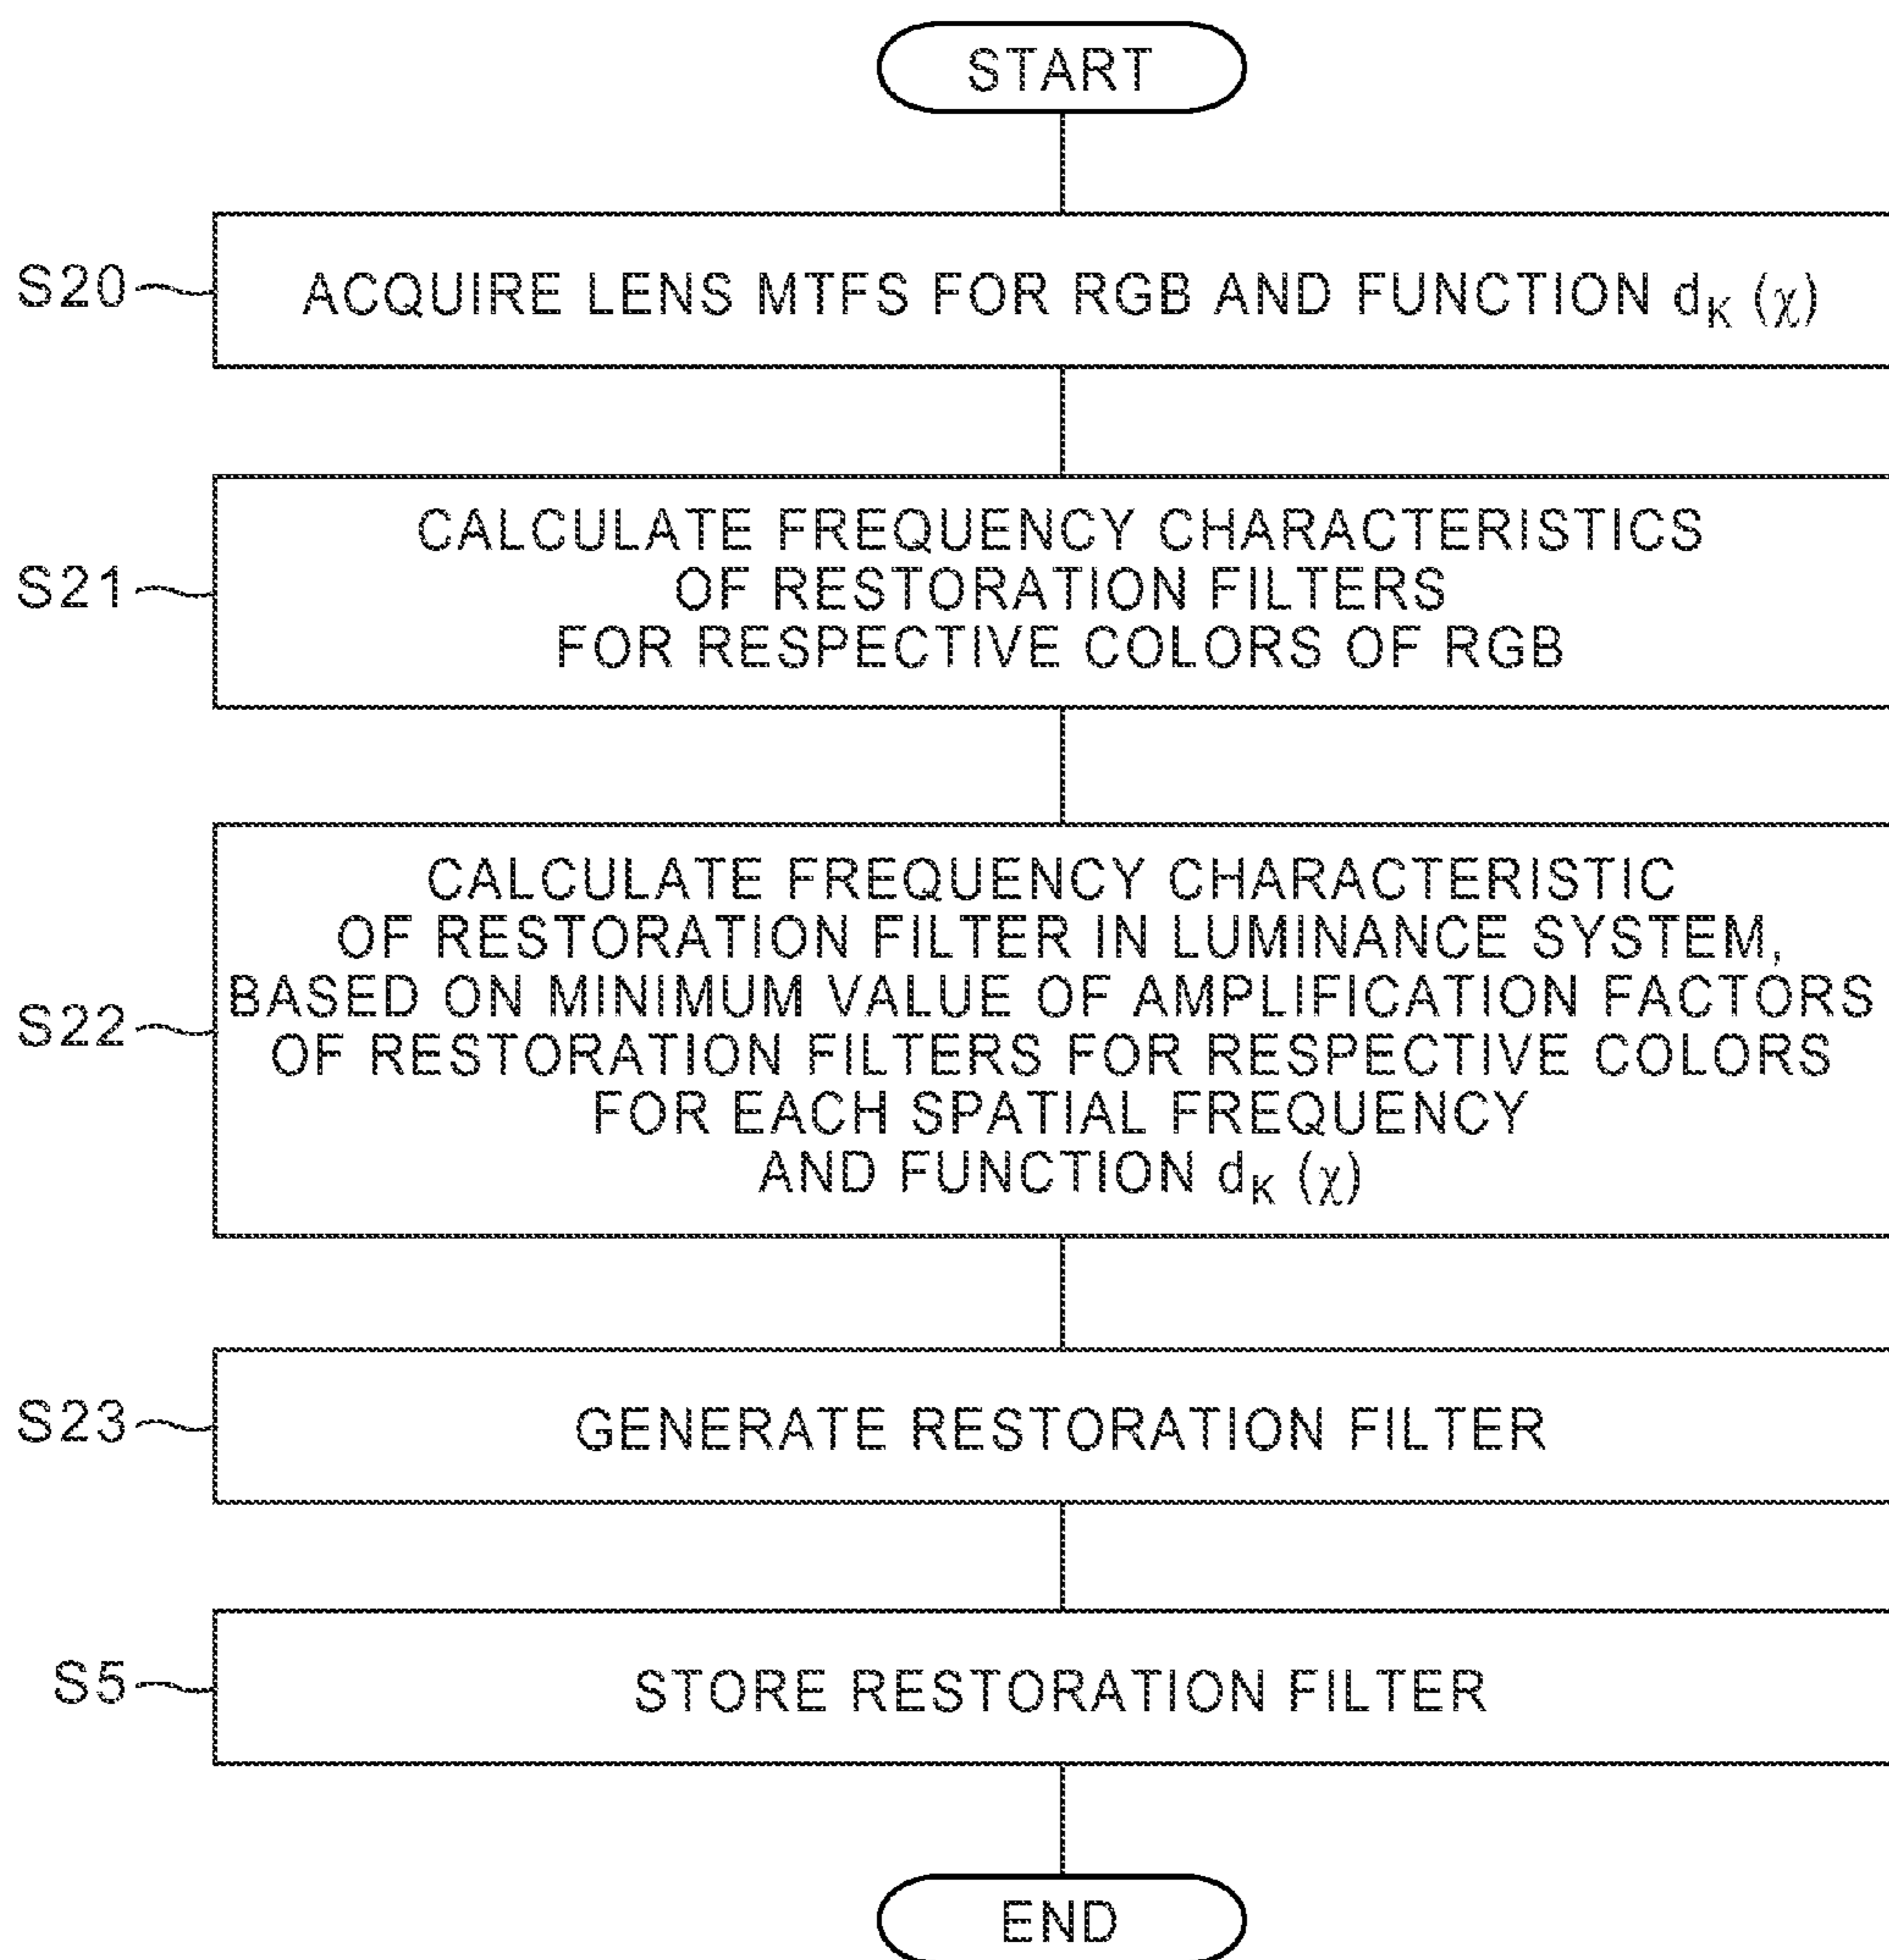 START
S20
ACQUIRE LENS MTFS FOR RGB AND FUNCTION dK (χ)
S21
CALCULATE FREQUENCY CHARACTERISTICS
OF RESTORATION FILTERS
FOR RESPECTIVE COLORS OF RGB
S22
CALCULATE FREQUENCY CHARACTERISTIC
OF RESTORATION FILTER IN LUMINANCE SYSTEM,
BASED ON MINIMUM VALUE OF AMPLIFICATION FACTORS
OF RESTORATION FILTERS FOR RESPECTIVE COLORS
FOR EACH SPATIAL FREQUENCY
AND FUNCTION dK (χ)
S23
GENERATE RESTORATION FILTER
S5
STORE RESTORATION FILTER
END